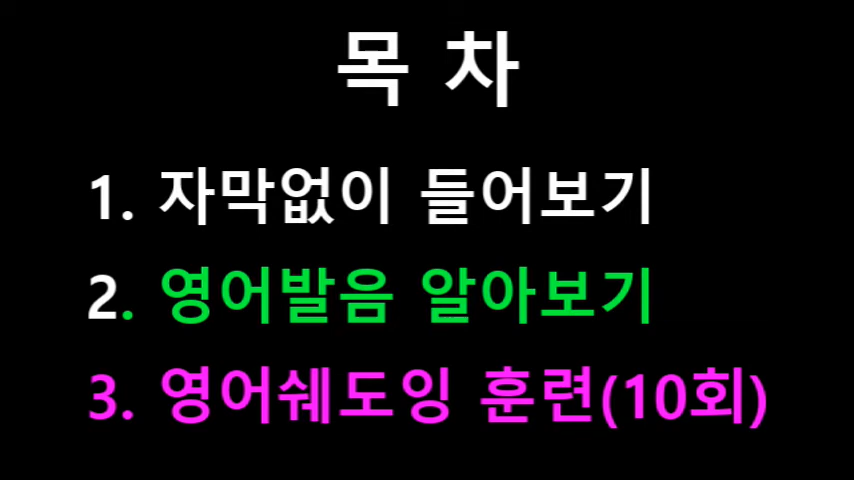 목 차
1. 자막없이 들어보기
2. 영어발음 알아보기
3. 영어쉐도잉 훈련(10회)